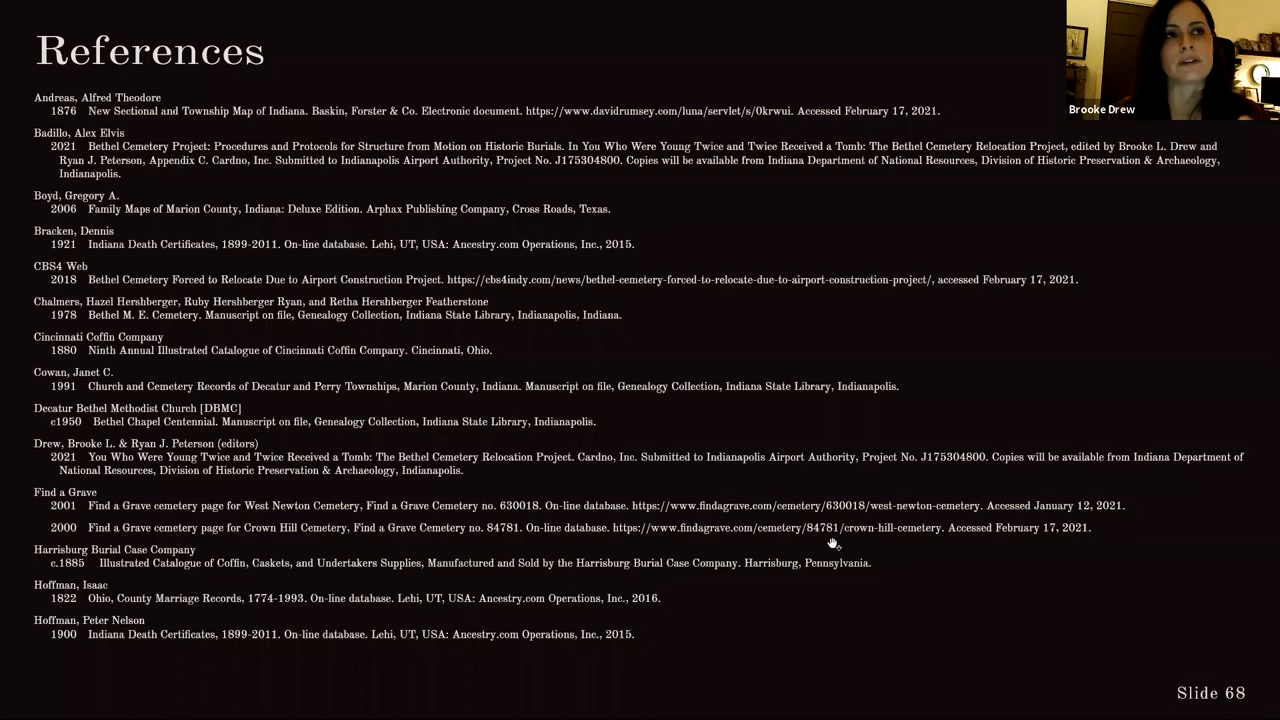 References
Brooke Drew
Andreas, Alfred Theodore
1876 New Sectional and Township Map of Indiana. Baskin, Forster & Co. Electronic document. https://www.davidrumsey.com/luna/servlet/s/0krwui. Accessed February 17, 2021.
Badillo, Alex Elvis
2021 Bethel Cemetery Project: Procedures and Protocols for Structure from Motion on Historic Burials. In You Who Were Young Twice and Twice Received a Tomb: The Bethel Cemetery Relocation Project, edited by Brooke L. Drew and
Ryan J. Peterson, Appendix C. Cardno, Inc. Submitted to Indianapolis Airport Authority, Project No. J175304800. Copies will be available from Indiana Department of National Resources, Division of Historic Preservation & Archaeology,
Indianapolis.
Boyd, Gregory A.
2006 Family Maps of Marion County, Indiana: Deluxe Edition. Arphax Publishing Company, Cross Roads, Texas.
Bracken, Dennis
1921 Indiana Death Certificates, 1899-2011. On-line database. Lehi, UT, USA: Ancestry.com Operations, Inc., 2015.
CBS4 Web
2018 Bethel Cemetery Forced to Relocate Due to Airport Construction Project. https://cbs4indy.com/news/bethel-cemetery-forced-to-relocate-due-to-airport-construction-project/, accessed February 17, 2021.
Chalmers, Hazel Hershberger, Ruby Hershberger Ryan, and Retha Hershberger Featherstone
1978 Bethel M. E. Cemetery. Manuscript on file, Genealogy Collection, Indiana State Library, Indianapolis, Indiana.
Cincinnati Coffin Company
1880 Ninth Annual Illustrated Catalogue of Cincinnati Coffin Company. Cincinnati, Ohio.
Cowan, Janet C.
1991 Church and Cemetery Records of Decatur and Perry Townships, Marion County, Indiana. Manuscript on file, Genealogy Collection, Indiana State Library, Indianapolis.
Decatur Bethel Methodist Church [DBMC]
c1950 Bethel Chapel Centennial. Manuscript on file, Genealogy Collection, Indiana State Library, Indianapolis.
Drew, Brooke L. & Ryan J. Peterson (editors)
2021 You Who Were Young Twice and Twice Received a Tomb: The Bethel Cemetery Relocation Project. Cardno, Inc. Submitted to Indianapolis Airport Authority, Project No. J175304800. Copies will be available from Indiana Department of
National Resources, Division of Historic Preservation & Archaeology, Indianapolis.
Find a Grave
2001 Find a Grave cemetery page for West Newton Cemetery, Find a Grave Cemetery no. 630018. On-line database. https://www.findagrave.com/cemetery/630018/west-newton-cemetery. Accessed January 12, 2021.
2000 Find a Grave cemetery page for Crown Hill Cemetery, Find a Grave Cemetery no. 84781. On-line database. https://www.findagrave.com/cemetery/84781/crown-hill-cemetery. Accessed February 17, 2021.
Harrisburg Burial Case Company
c.1885 Illustrated Catalogue of Coffin, Caskets, and Undertakers Supplies, Manufactured and Sold by the Harrisburg Burial Case Company. Harrisburg, Pennsylvania.
Hoffman, Isaac
1822 Ohio, County Marriage Records, 1774-1993. On-line database. Lehi, UT, USA: Ancestry.com Operations, Inc., 2016.
Hoffman, Peter Nelson
1900 Indiana Death Certificates, 1899-2011. On-line database. Lehi, UT, USA: Ancestry.com Operations, Inc., 2015.
Slide 68